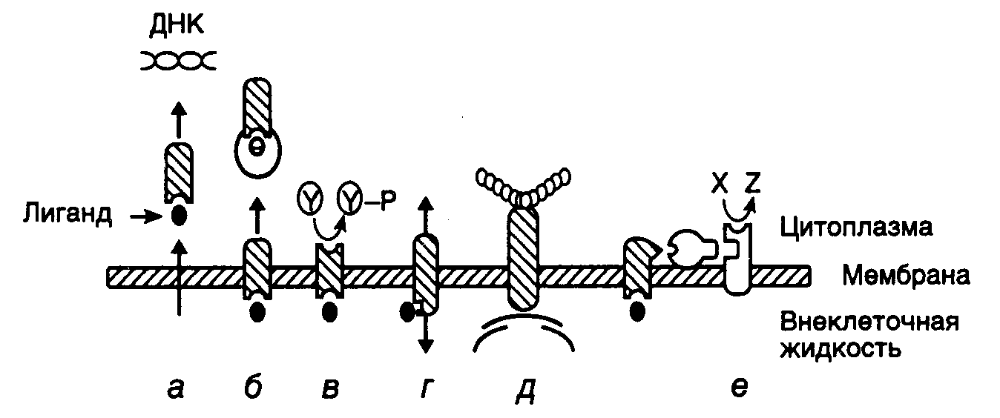 ДНК
Лиганд
Y Y–P
X Z
Цитоплазма
Мембрана
Внеклеточная
жидкость
а б в г д е